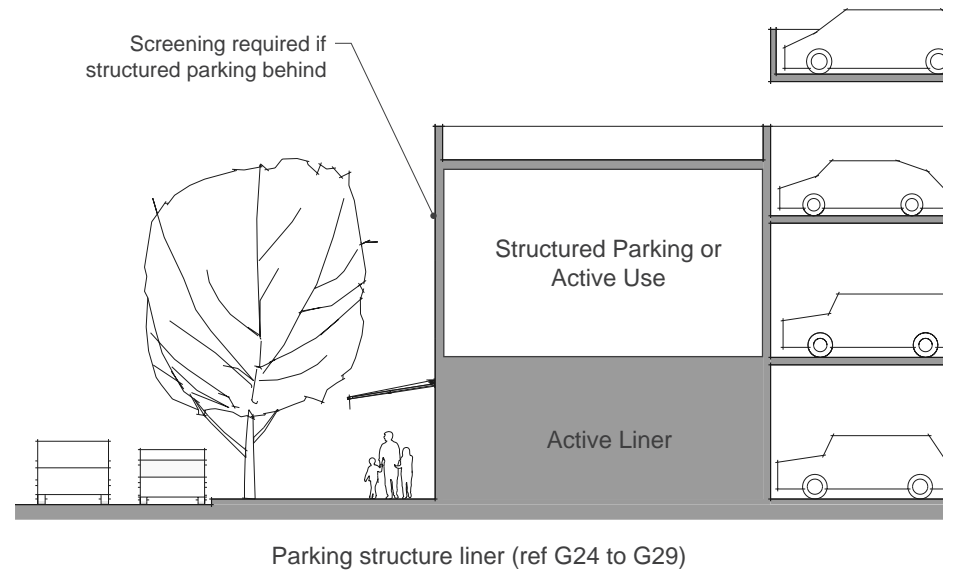 Screening required if
structured parking behind
Structured Parking or
Active Use
Active Liner
Parking structure liner (ref G24 to G29)